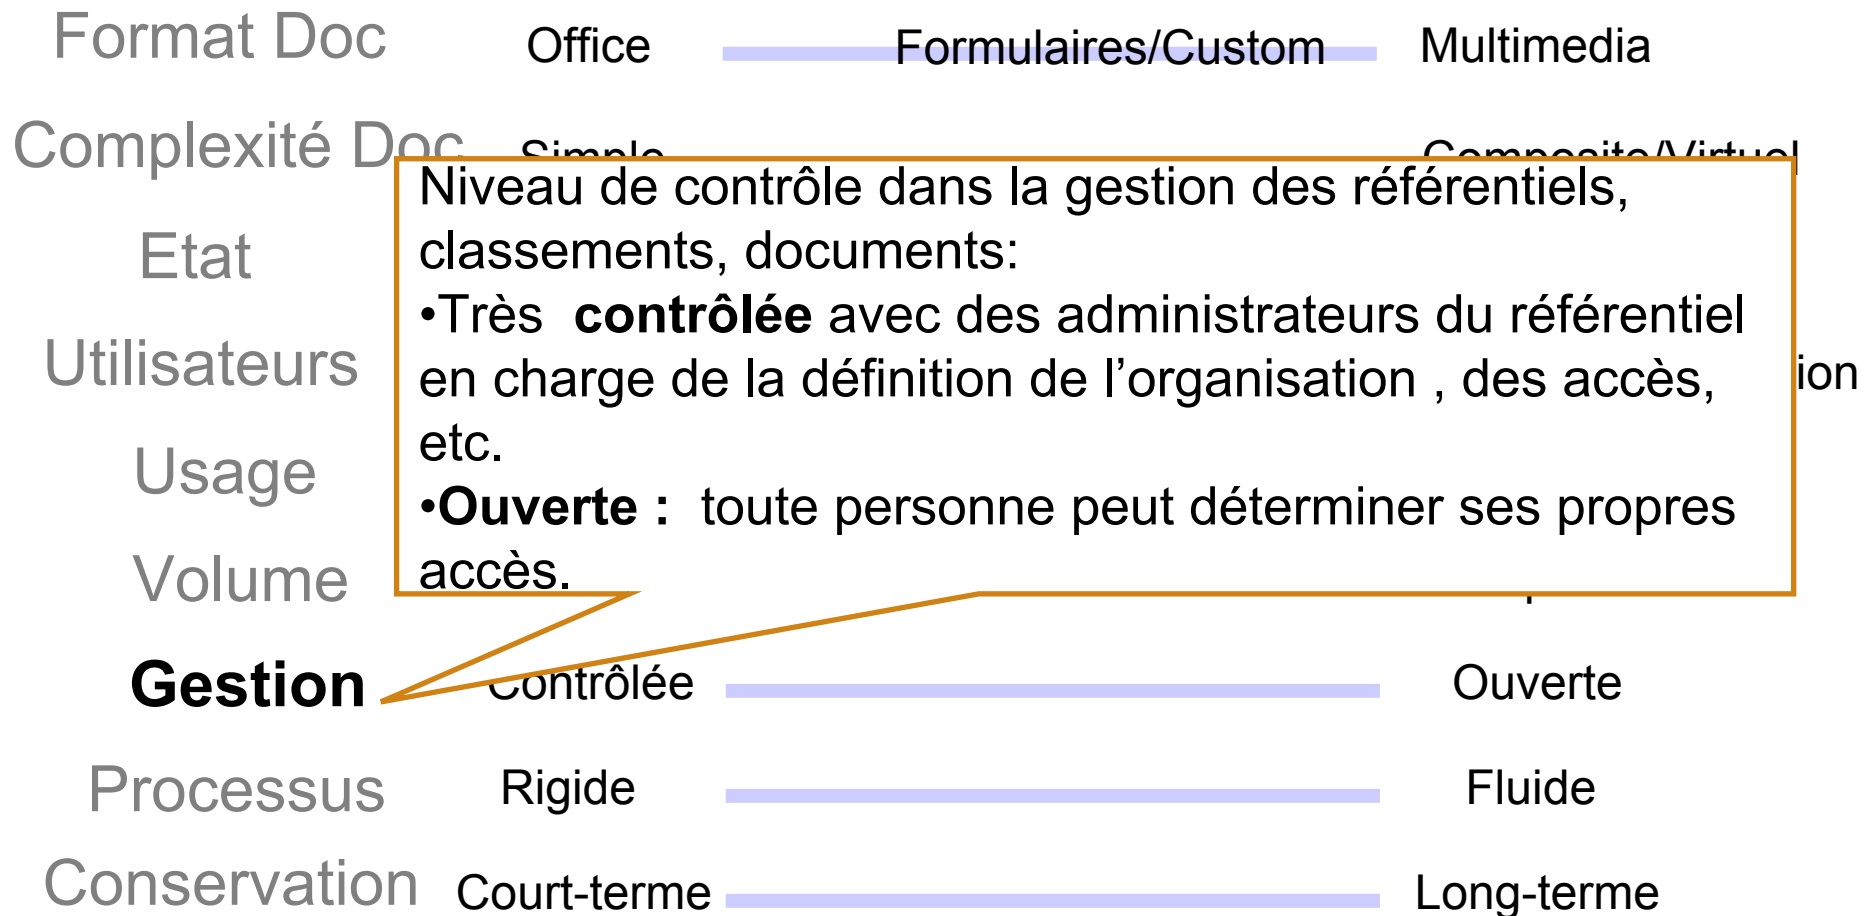 Format Doc Office Formulaires/Custom Multimedia
Complexité Doc Simple Composite/Virtuel
Niveau de contrôle dans la gestion des référentiels,
classements, documents:
Etat
•Très contrôlée avec des administrateurs du référentiel
Utilisateurs
en charge de la définition de l’organisation , des accès,
ion
etc.
Usage
•Ouverte : toute personne peut déterminer ses propres
accès.
Volume
Gestion Contrôlée Ouverte
Processus Rigide Fluide
Conservation Court-terme Long-terme